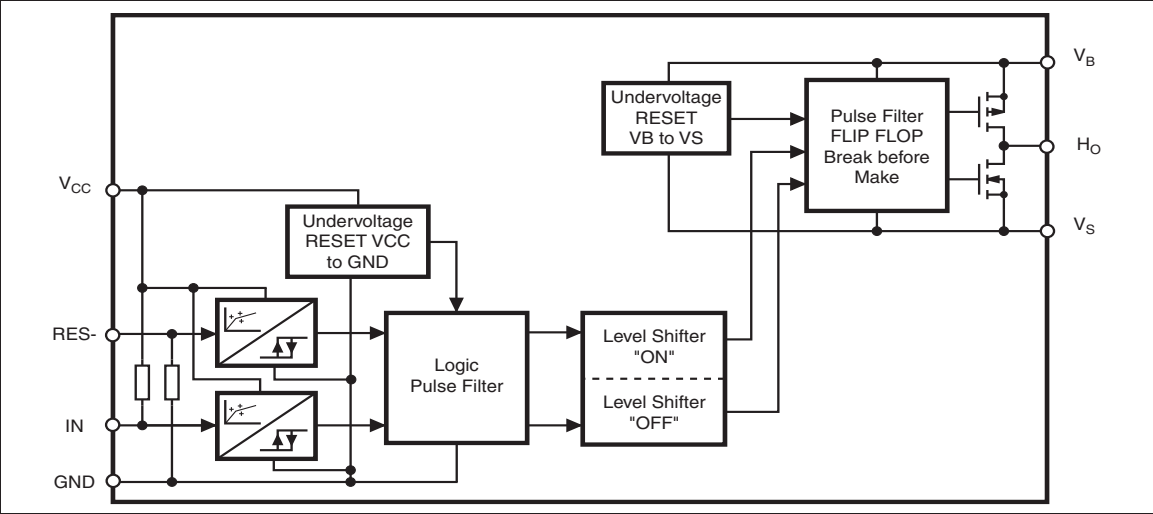 Undervoltage
RESET
VB to VS
Pulse Filter
FLIP FLOP
Break before
Make
VB
HO
VS
VCC
Undervoltage
RESET VCC
to GND
RES-
IN
GND
Logic
Pulse Filter
Level Shifter
"ON"
Level Shifter
"OFF"